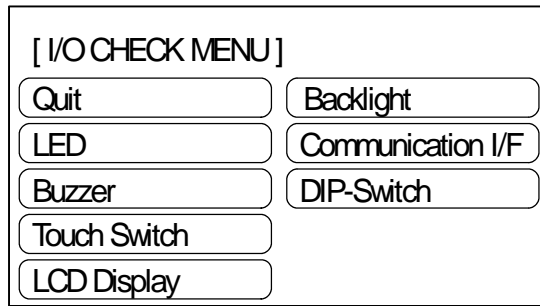 [ I/O CHECK MENU ]
Quit
Backlight
LED
Communication I/F
Buzzer
DIP-Switch
Touch Switch
LCD Display